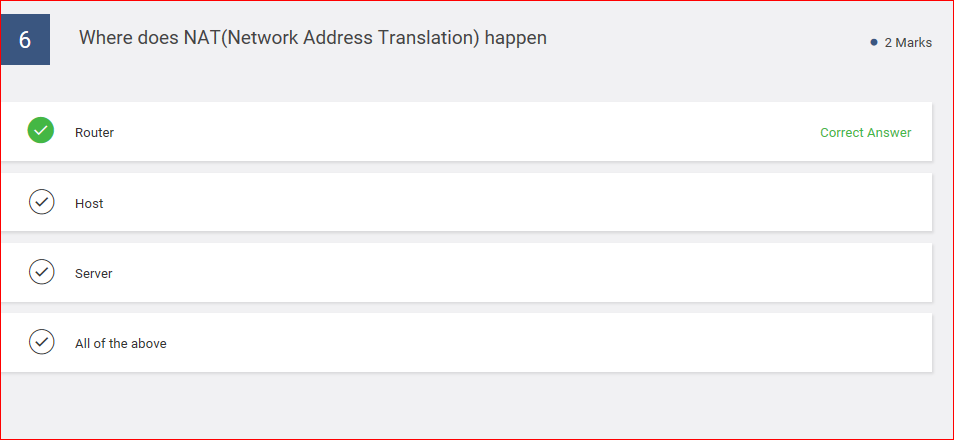 6
Where does NAT(Network Address Translation) happen
2 Marks
Router
Correct Answer
Host
Server
All of the above